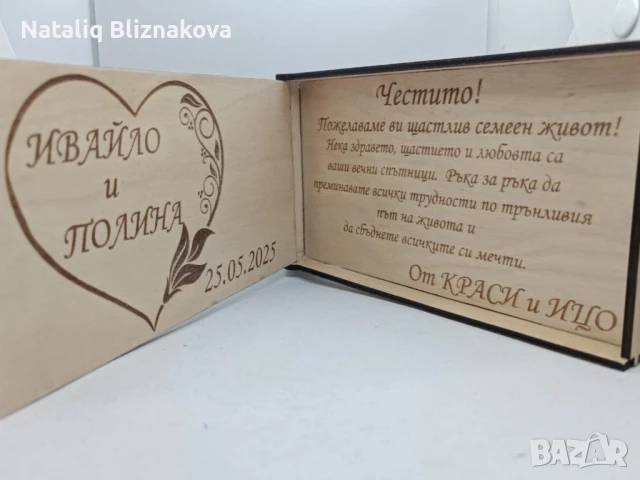 Nataliq Bliznakova
ИВАЙЛО
и
ПОЛИНА
25.05.2025
Честито!
Пожелаваме ви щастлив семеен живот!
Нека здравето, щастието и любовта са
ваши вечни спътници. Ръка за ръка да
преминавате всички трудности по трънливия
път на живота и
да сбъднете всичките си мечти.
От КРАСИ и ИЦО
BAZAR